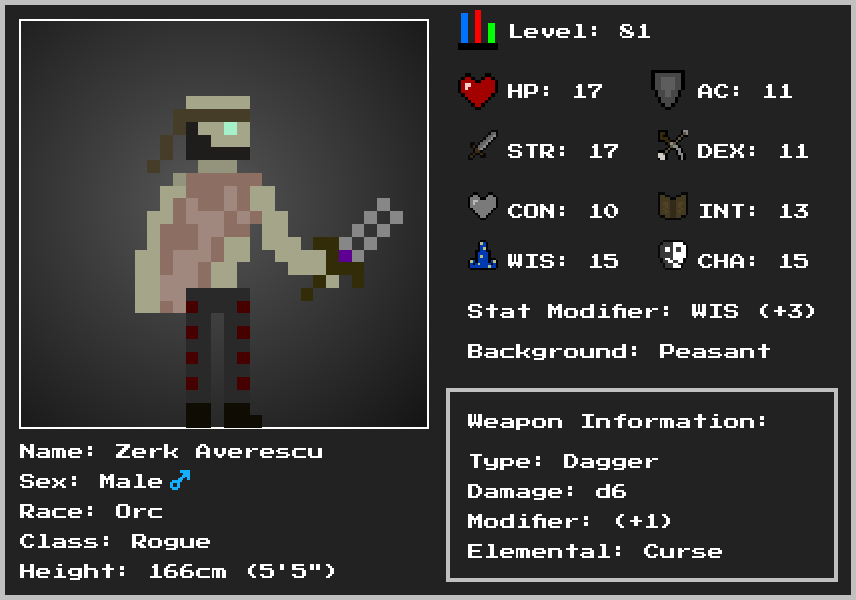 Level: 81
HP: 17 AC: 11
STR: 17 DEX: 11
CON: 10 INT: 13
WIS: 15 CHA: 15
Stat Modifier: WIS (+3)
Background: Peasant
Weapon Information:
Type: Dagger
Damage: d6
Modifier: (+1)
Elemental: Curse
Name: Zerk Averescu
Sex: Male♂
Race: Orc
Class: Rogue
Height: 166cm (5'5")